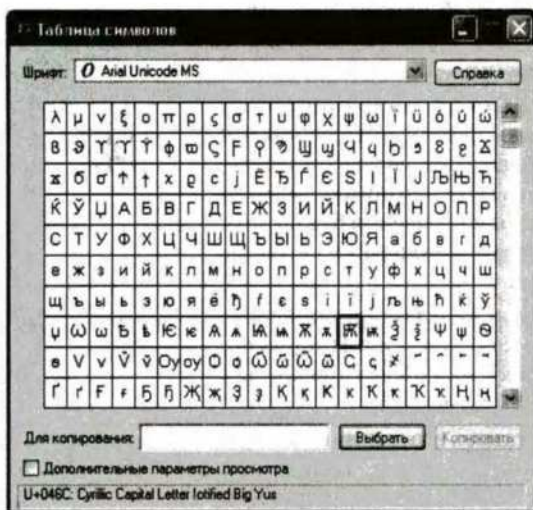 Таблица символов
Шрифт: O Arial Unicode MS Справка
λ μ ν ξ ο π ρ ς σ τ υ φ χ ψ ω ϊ ϋ ό ύ ώ
ϐ ϑ ϒ ϓ ϔ ϕ ϖ Ϛ Ϝ Ϟ Ϡ Ϣ ϣ Ϥ ϥ Ϧ ϧ Ϩ ϩ Ϫ
ϫ Ϭ ϭ Ϯ ϯ ϰ ϱ ϲ ϳ Ё Ђ Ѓ Є Ѕ І Ї Ј Љ Њ Ћ
Ќ Ў Џ А Б В Г Д Е Ж З И Й К Л М Н О П Р
С Т У Ф Х Ц Ч Ш Щ Ъ Ы Ь Э Ю Я а б в г д
е ж з и й к л м н о п р с т у ф х ц ч ш
щ ъ ы ь э ю я ё ђ ѓ є ѕ і ї ј љ њ ћ ќ ў
џ Ѡ ѡ Ѣ ѣ Ѥ ѥ Ѧ ѧ Ѩ ѩ Ѫ ѫ Ѭ ѭ Ѯ ѯ Ѱ ѱ Ѳ
ѳ Ѵ ѵ Ѷ ѷ Ѹ ѹ Ѻ ѻ Ѽ ѽ Ѿ ѿ Ҁ ҁ ҂
Ґ ґ Ғ ғ Ҕ ҕ Җ җ Ҙ ҙ Қ қ Ҝ ҝ Ҟ ҟ Ҡ ҡ Ң ң
Для копирования: Выбрать Копировать
Дополнительные параметры просмотра
U+046C: Cyrillic Capital Letter Iotified Big Yus